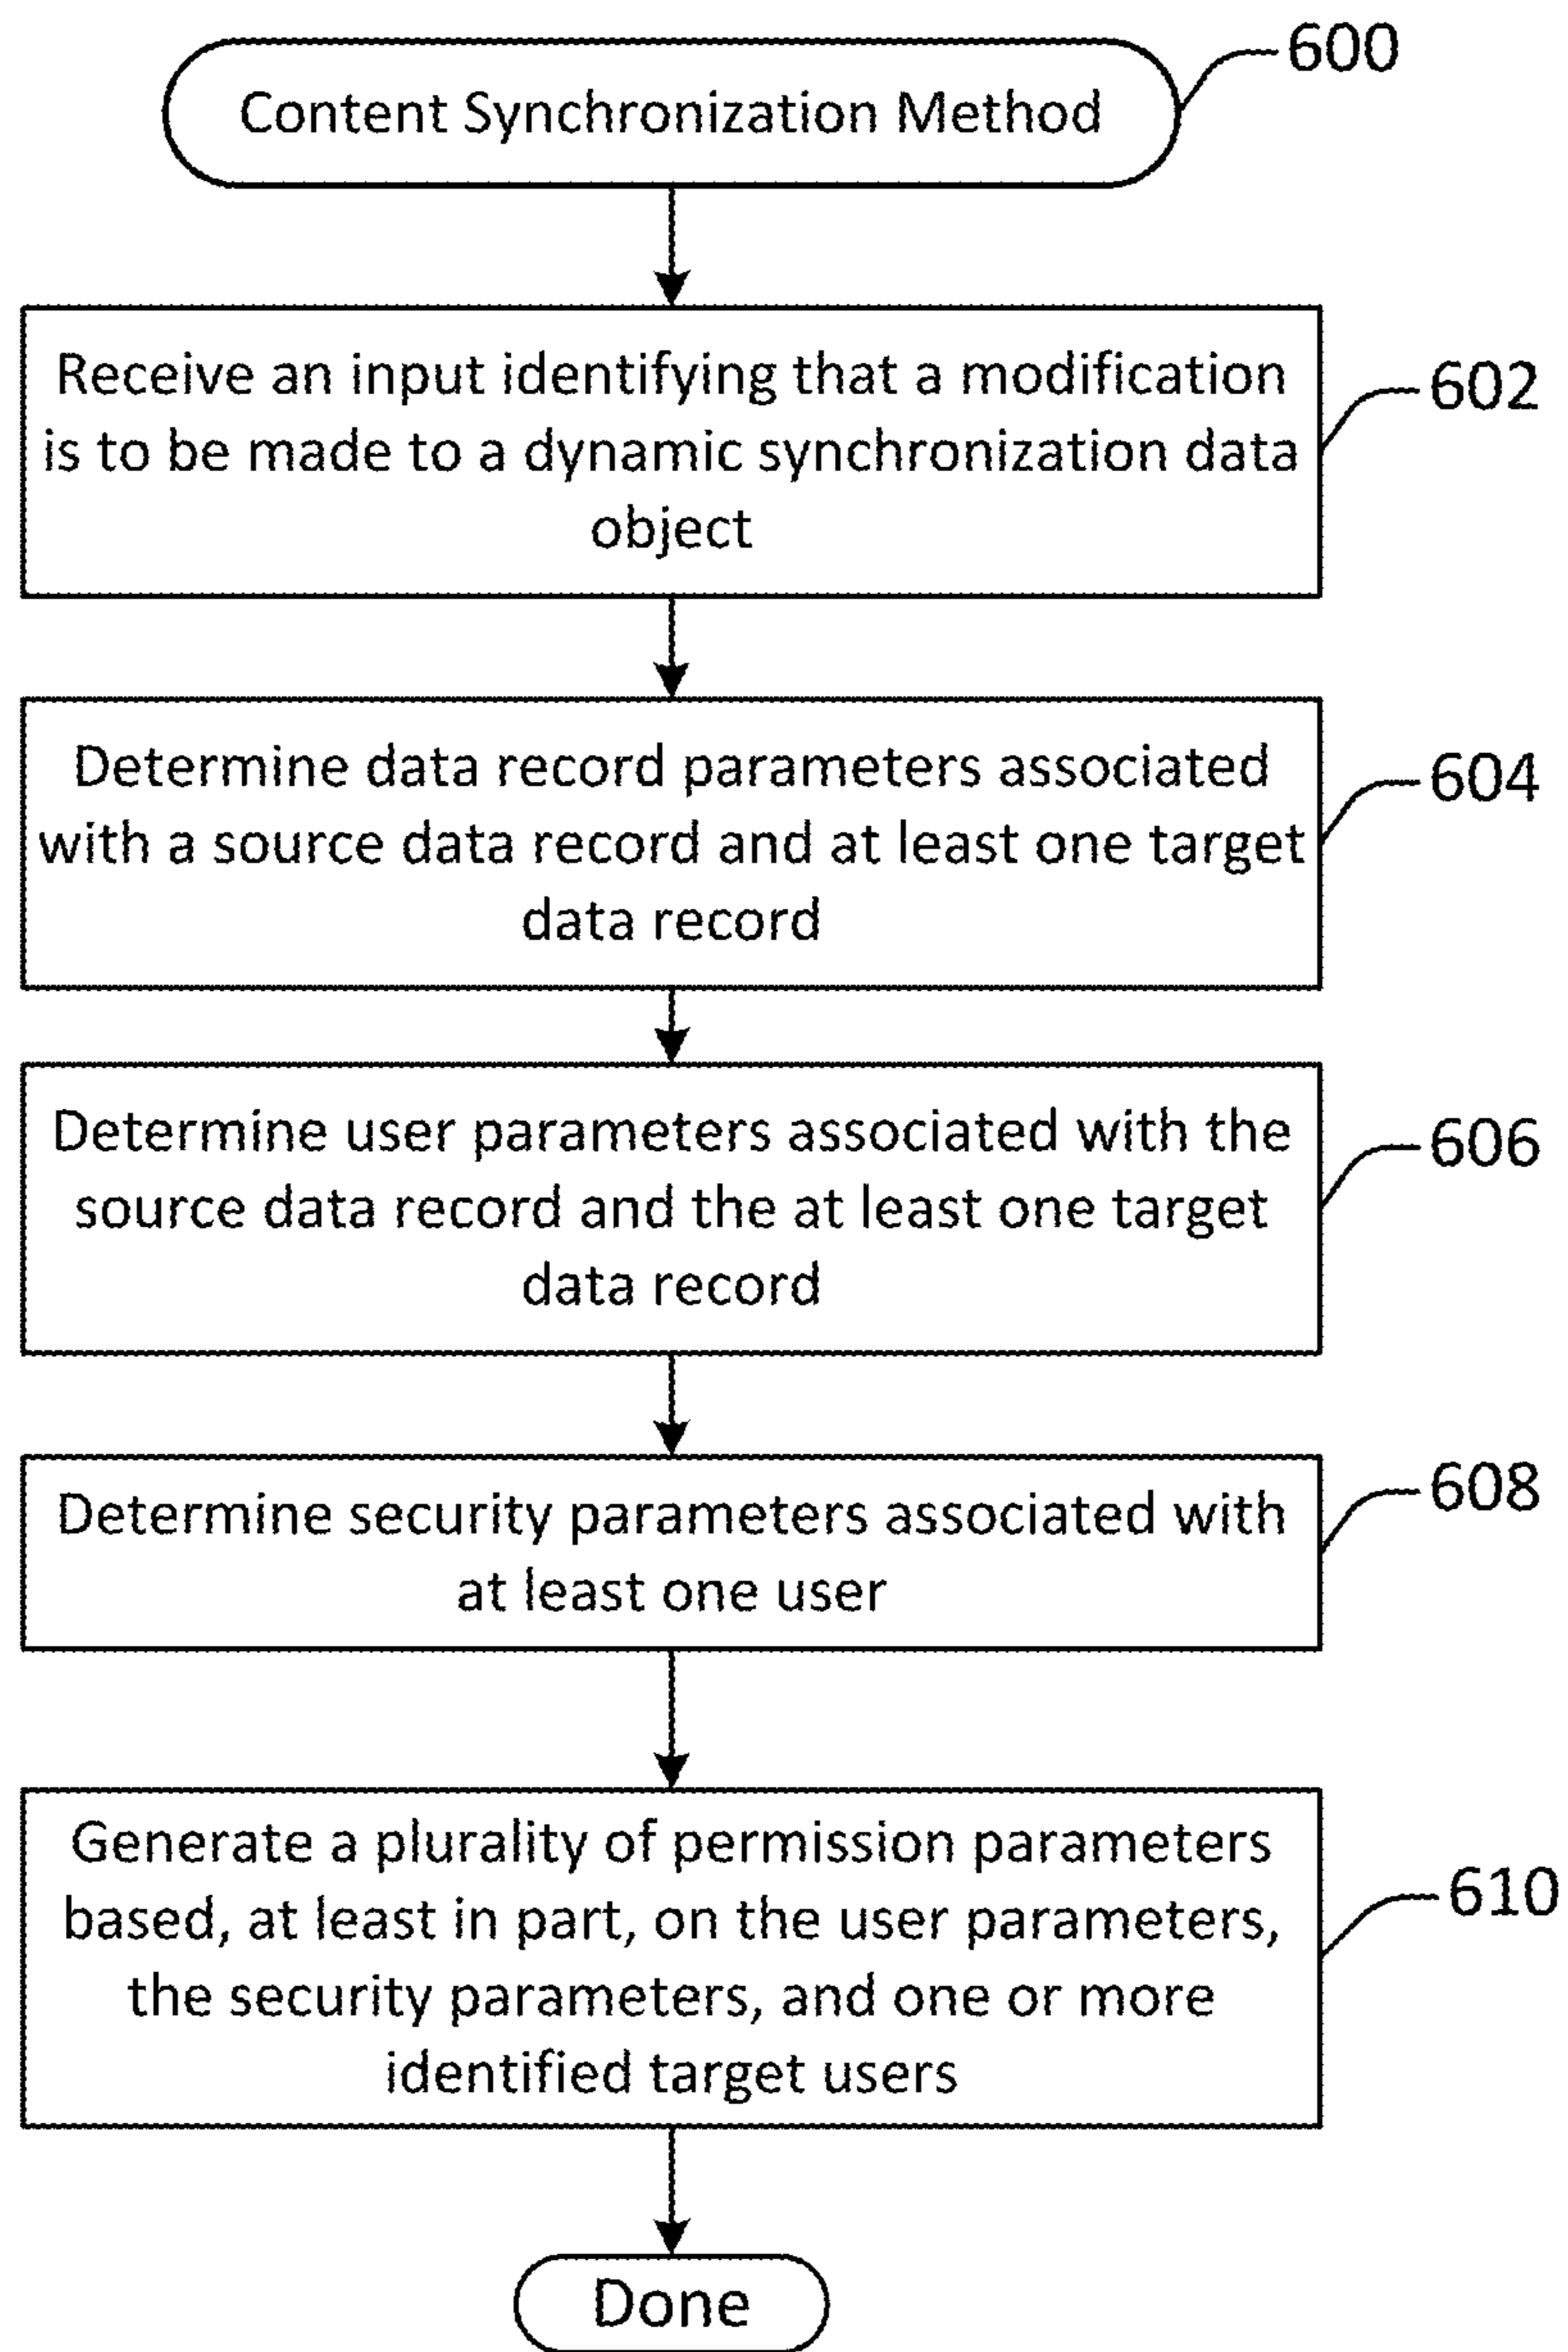 600
Content Synchronization Method
Receive an input identifying that a modification
is to be made to a dynamic synchronization data
object
602
Determine data record parameters associated
with a source data record and at least one target
data record
604
Determine user parameters associated with the
source data record and the at least one target
data record
606
Determine security parameters associated with
at least one user
608
Generate a plurality of permission parameters
based, at least in part, on the user parameters,
the security parameters, and one or more
identified target users
610
Done